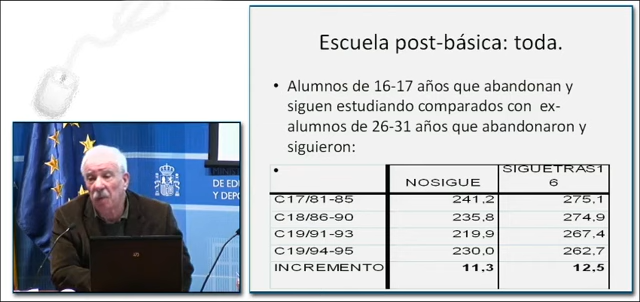 Escuela post-básica: toda.
• Alumnos de 16-17 años que abandonan y
siguen estudiando comparados con ex-
alumnos de 26-31 años que abandonaron y
siguieron:
•
NOSIGUE SIGUETRAS1
6
C17/81-85 241,2 275,1
C18/86-90 235,8 274,9
C19/91-93 219,9 267,4
C19/94-95 230,0 262,7
INCREMENTO 11,3 12,5
DE EDU
Y DEPO